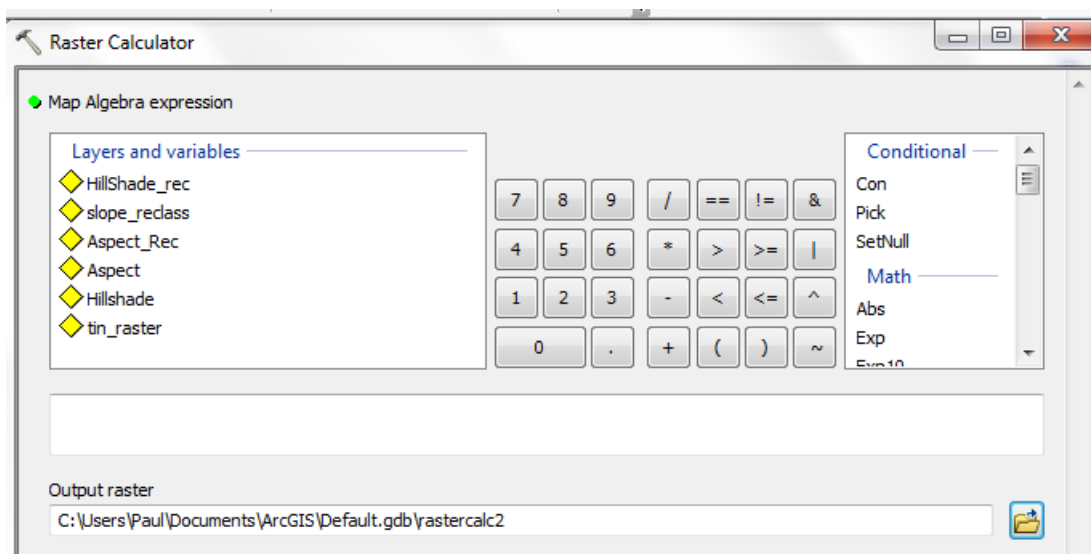 Raster Calculator
Map Algebra expression
Layers and variables
HillShade_rec
slope_reclass
Aspect_Rec
Aspect
Hillshade
tin_raster
7 8 9 / == != &
4 5 6 * > >= |
1 2 3 - < <= ^
0 . + ( ) ~
Conditional
Con
Pick
SetNull
Math
Abs
Exp
Exp10
Output raster
C:\Users\Paul\Documents\ArcGIS\Default.gdb\rastercalc2